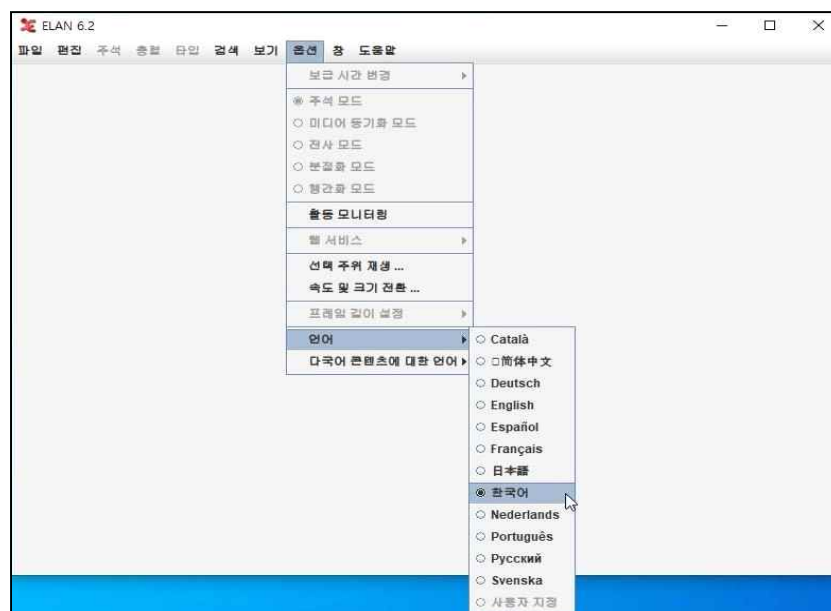 ELAN 6.2
파일 편집 주석 층렬 타입 검색 보기 옵션 창 도움말
보급 시간 변경
주석 모드
미디어 동기화 모드
전사 모드
분절화 모드
행간화 모드
활동 모니터링
웹 서비스
선택 주위 재생 ...
속도 및 크기 전환 ...
프레임 길이 설정
언어
다국어 콘텐츠에 대한 언어
Català
□简体中文
Deutsch
English
Español
Français
日本語
한국어
Nederlands
Português
Русский
Svenska
사용자 지정